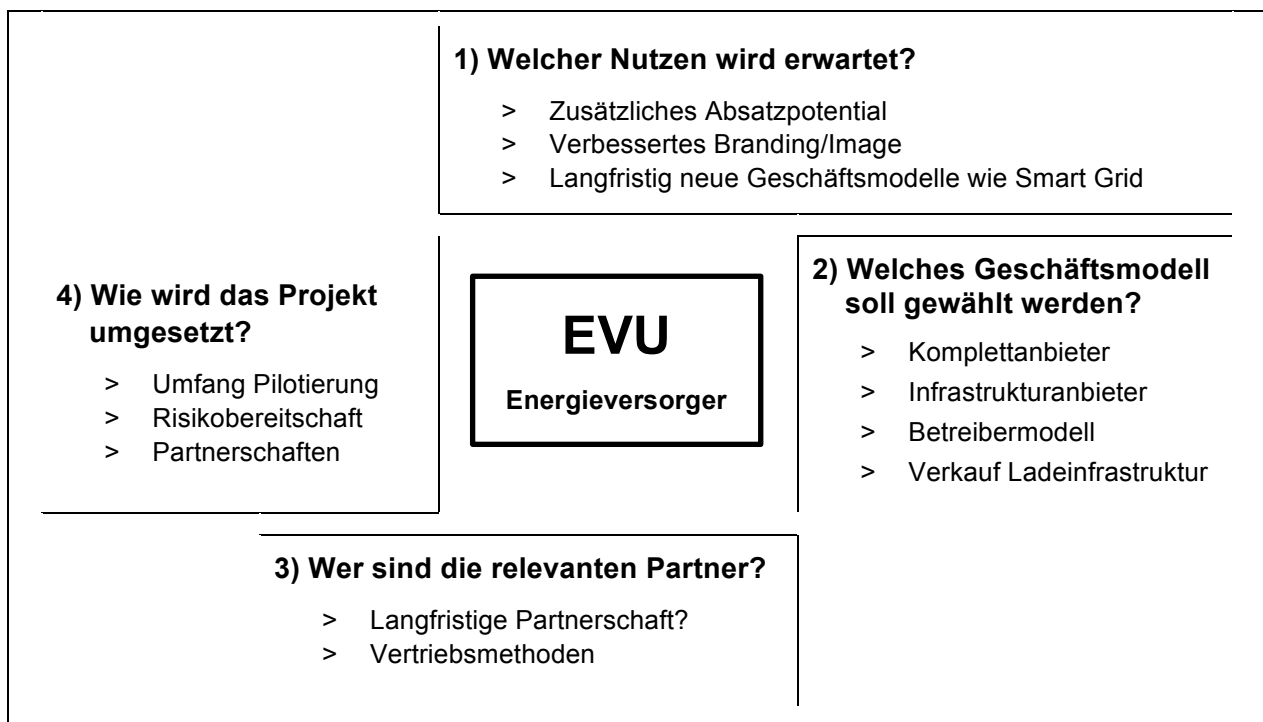 1) Welcher Nutzen wird erwartet?
> Zusätzliches Absatzpotential
> Verbessertes Branding/Image
> Langfristig neue Geschäftsmodelle wie Smart Grid
2) Welches Geschäftsmodell
soll gewählt werden?
> Komplettanbieter
> Infrastrukturanbieter
> Betreibermodell
> Verkauf Ladeinfrastruktur
EVU
Energieversorger
4) Wie wird das Projekt
umgesetzt?
> Umfang Pilotierung
> Risikobereitschaft
> Partnerschaften
3) Wer sind die relevanten Partner?
> Langfristige Partnerschaft?
> Vertriebsmethoden